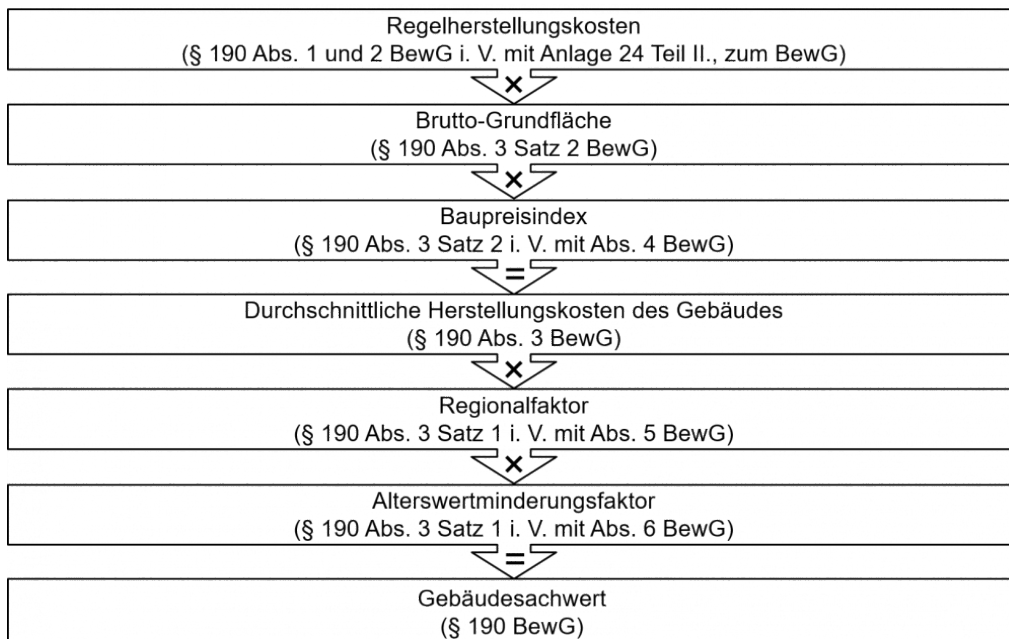 Regelherstellungskosten
(§ 190 Abs. 1 und 2 BewG i. V. mit Anlage 24 Teil II., zum BewG)
×
Brutto-Grundfläche
(§ 190 Abs. 3 Satz 2 BewG)
×
Baupreisindex
(§ 190 Abs. 3 Satz 2 i. V. mit Abs. 4 BewG)
=
Durchschnittliche Herstellungskosten des Gebäudes
(§ 190 Abs. 3 BewG)
×
Regionalfaktor
(§ 190 Abs. 3 Satz 1 i. V. mit Abs. 5 BewG)
×
Alterswertminderungsfaktor
(§ 190 Abs. 3 Satz 1 i. V. mit Abs. 6 BewG)
=
Gebäudesachwert
(§ 190 BewG)